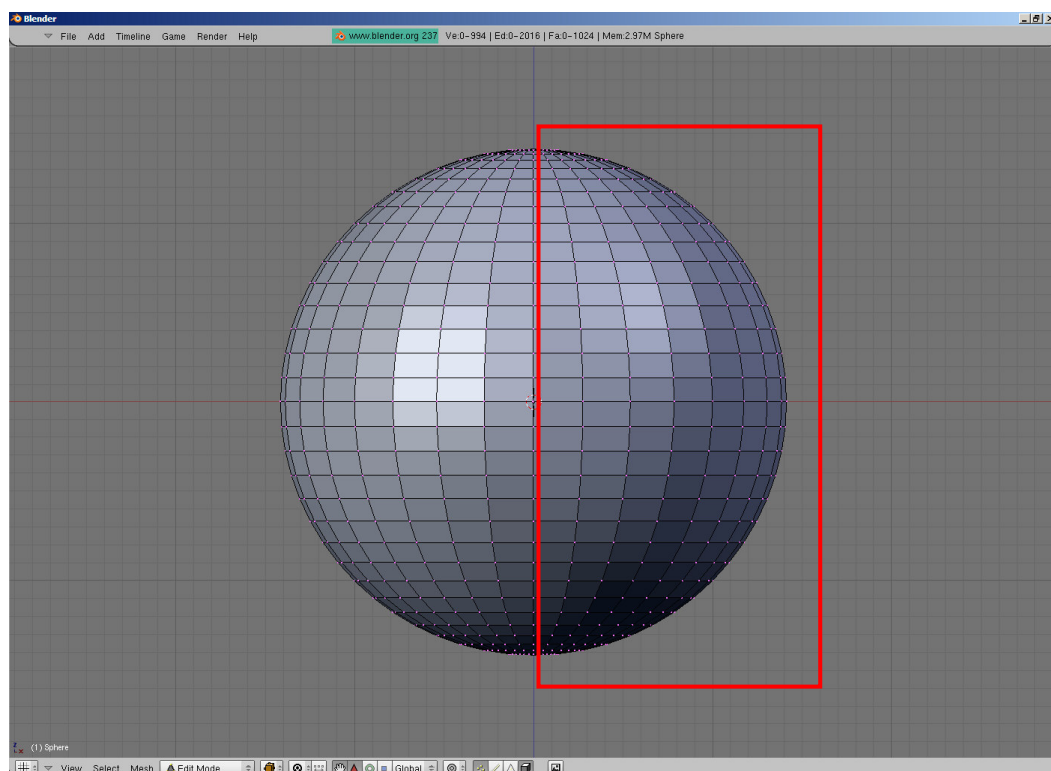 Blender
File Add Timeline Game Render Help www.blender.org 237 Ve:0-994 | Ed:0-2016 | Fa:0-1024 | Mem:2.97M Sphere
z
x (1) Sphere
View Select Mesh Edit Mode Global